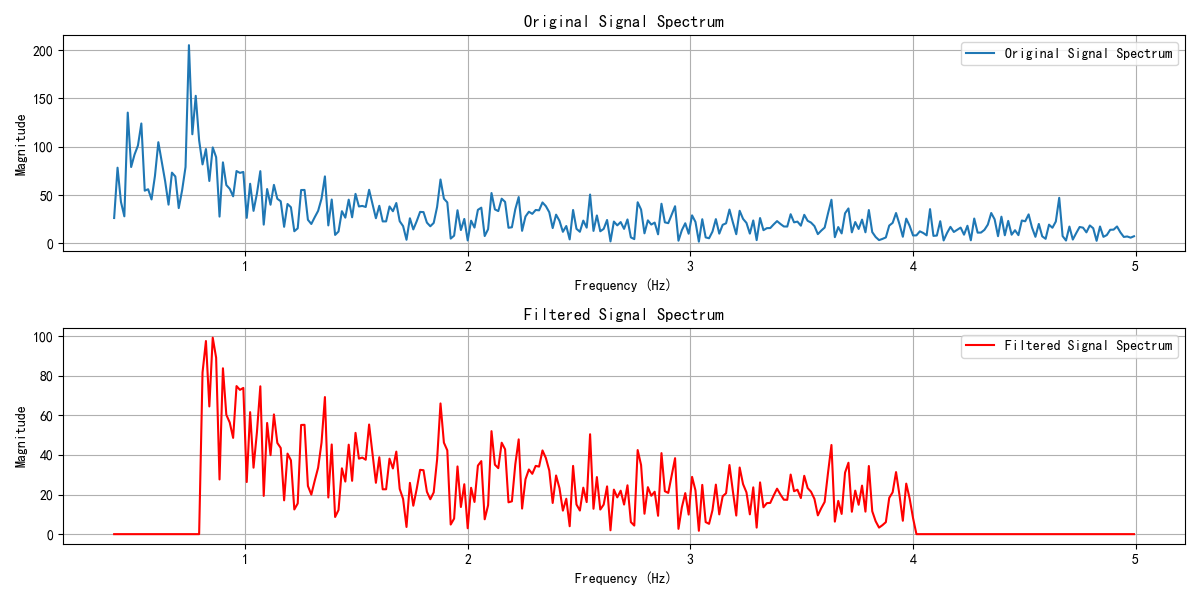 Original Signal Spectrum
Original Signal Spectrum
Magnitude
200
150
100
50
0
1
2
3
4
5
Frequency (Hz)
Filtered Signal Spectrum
Filtered Signal Spectrum
Magnitude
100
80
60
40
20
0
1
2
3
4
5
Frequency (Hz)